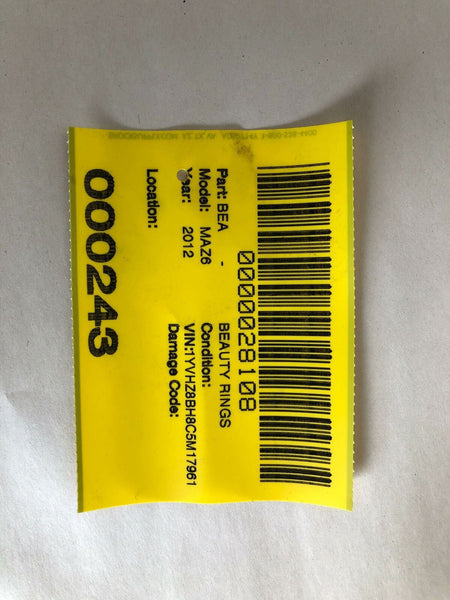 0000028108
Part: BEA - BEAUTY RINGS
Model: MAZ6 Condition:
Year: 2012 VIN:1YVHZ8BH8C5M17961
Damage Code:
Location:
000243